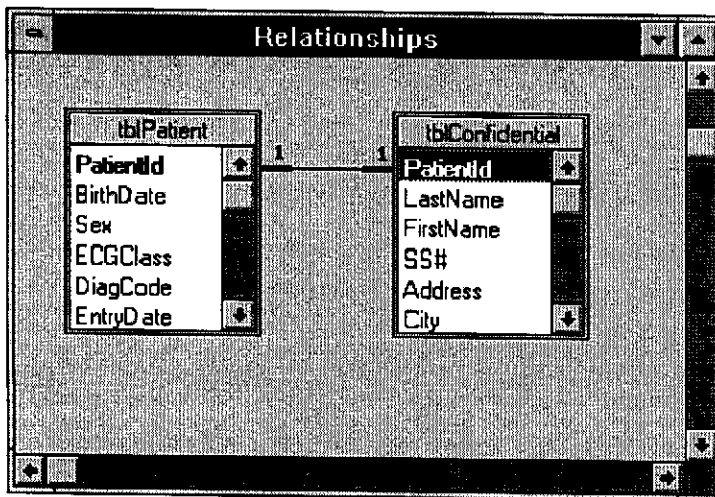 Relationships
tblPatient
PatientId
BirthDate
Sex
ECGClass
DiagCode
EntryDate
1
1
tblConfidential
PatientId
LastName
FirstName
SS#
Address
City